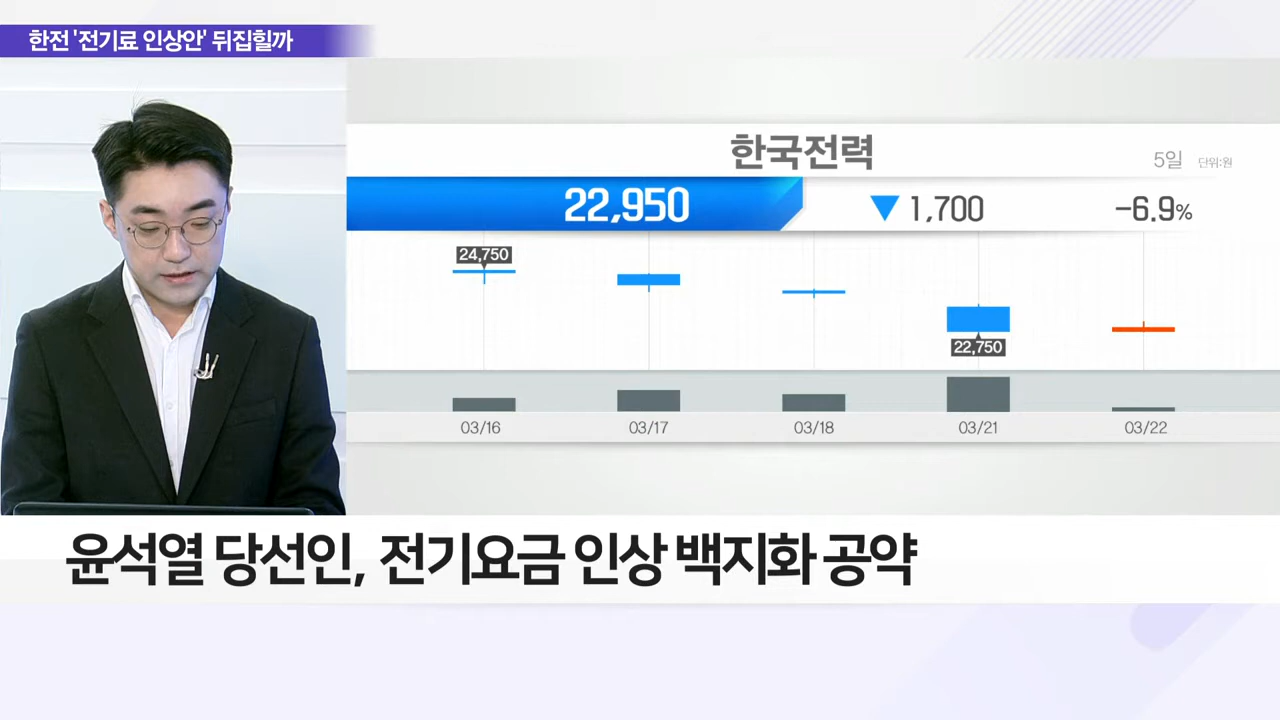 한전 '전기료 인상안' 뒤집힐까
한국전력
5일 단위:원
22,950 ▼ 1,700 -6.9%
24,750
22,750
03/16 03/17 03/18 03/21 03/22
윤석열 당선인, 전기요금 인상 백지화 공약